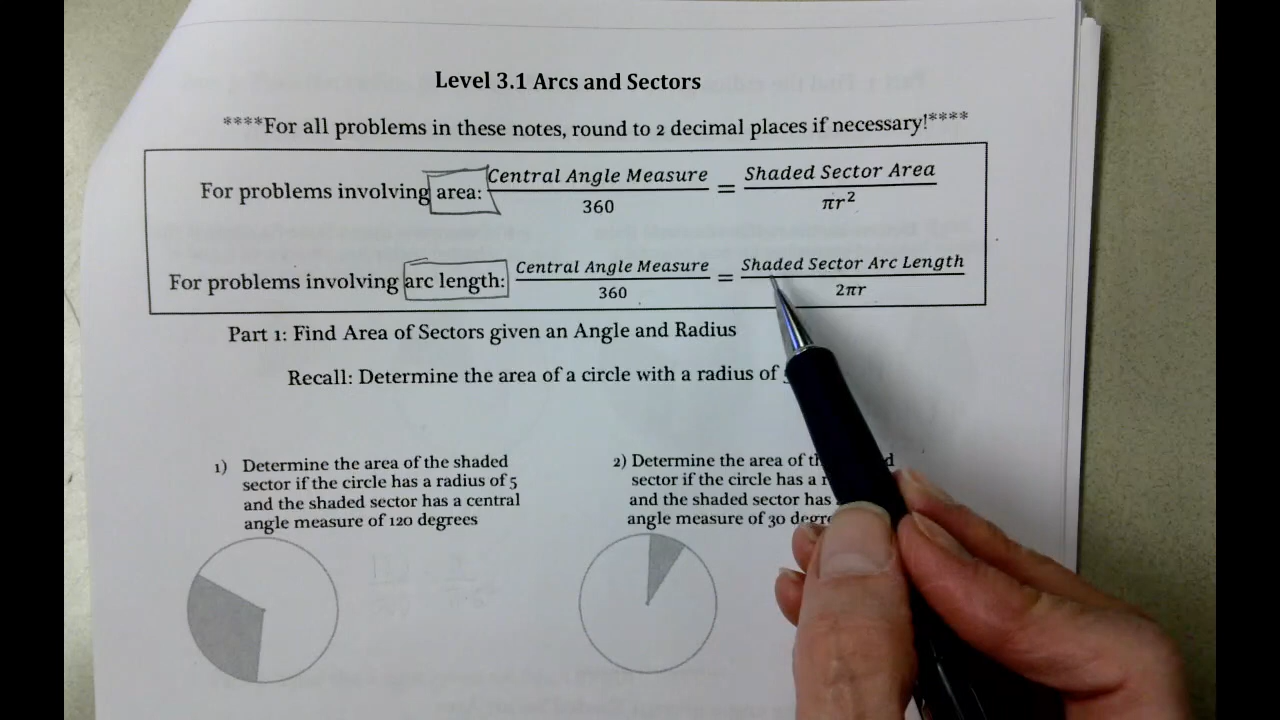 Level 3.1 Arcs and Sectors
****For all problems in these notes, round to 2 decimal places if necessary!****
For problems involving area: Central Angle Measure / 360 = Shaded Sector Area / πr²
For problems involving arc length: Central Angle Measure / 360 = Shaded Sector Arc Length / 2πr
Part 1: Find Area of Sectors given an Angle and Radius
Recall: Determine the area of a circle with a radius of
1) Determine the area of the shaded
sector if the circle has a radius of 5
and the shaded sector has a central
angle measure of 120 degrees
2) Determine the area of
sector if the circle has a
and the shaded sector has
angle measure of 30